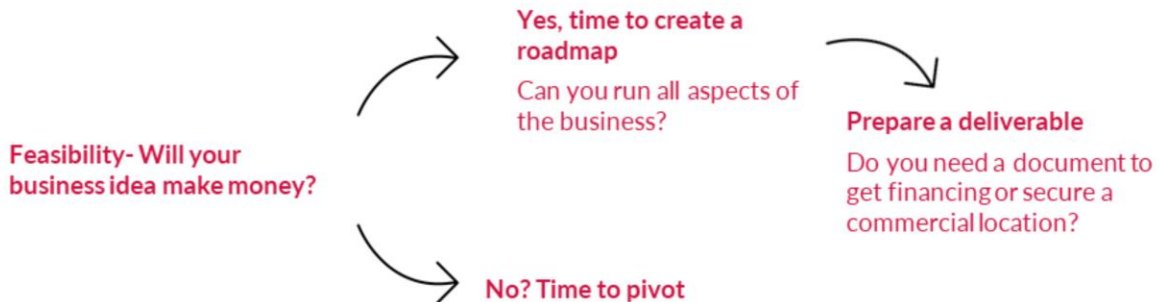 Feasibility- Will your
business idea make money?
Yes, time to create a
roadmap
Can you run all aspects of
the business?
Prepare a deliverable
Do you need a document to
get financing or secure a
commercial location?
No? Time to pivot